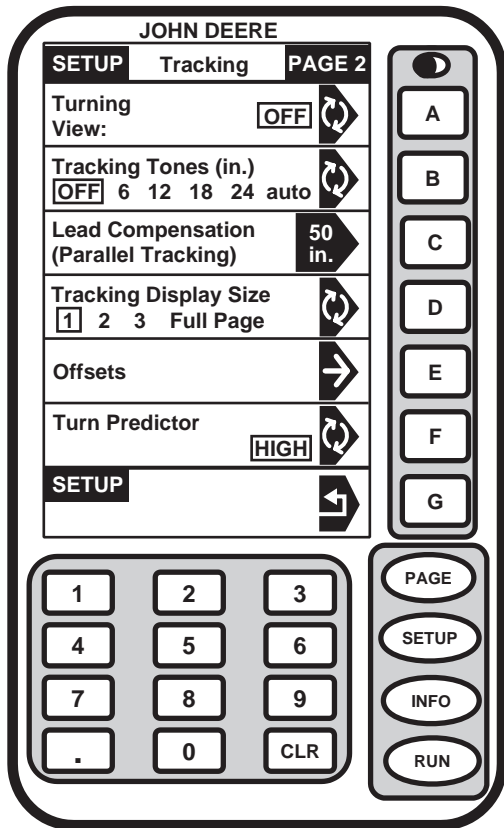 JOHN DEERE
SETUP Tracking PAGE 2
Turning
View: OFF
Tracking Tones (in.)
OFF 6 12 18 24 auto
Lead Compensation 50
(Parallel Tracking) in.
Tracking Display Size
1 2 3 Full Page
Offsets
Turn Predictor
HIGH
SETUP
A
B
C
D
E
F
G
PAGE
SETUP
INFO
RUN
1 2 3
4 5 6
7 8 9
. 0 CLR